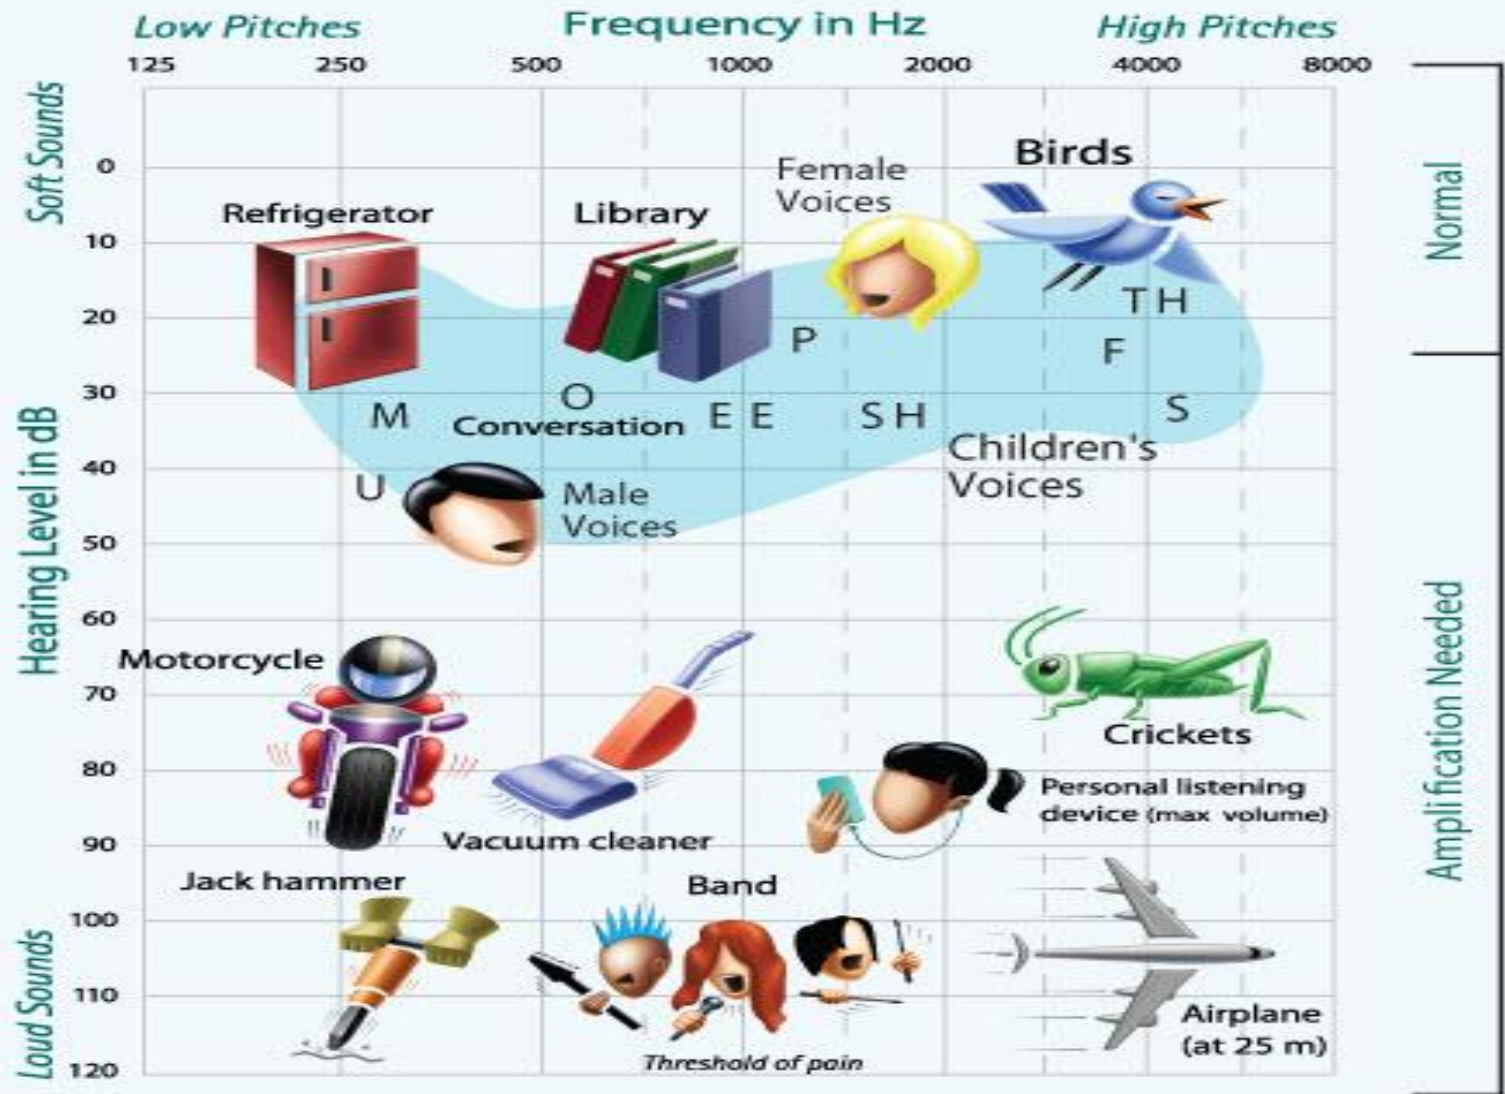 Low Pitches Frequency in Hz High Pitches
125 250 500 1000 2000 4000 8000
Soft Sounds
Hearing Level in dB
Loud Sounds
0
10
20
30
40
50
60
70
80
90
100
110
120
Normal
Amplification Needed
Birds
Female
Voices
Refrigerator
Library
TH
P
F
O
M
EE
SH
S
Conversation
Children's
Voices
U
Male
Voices
Motorcycle
Crickets
Personal listening
device (max volume)
Vacuum cleaner
Jack hammer
Band
Airplane
(at 25 m)
Threshold of pain